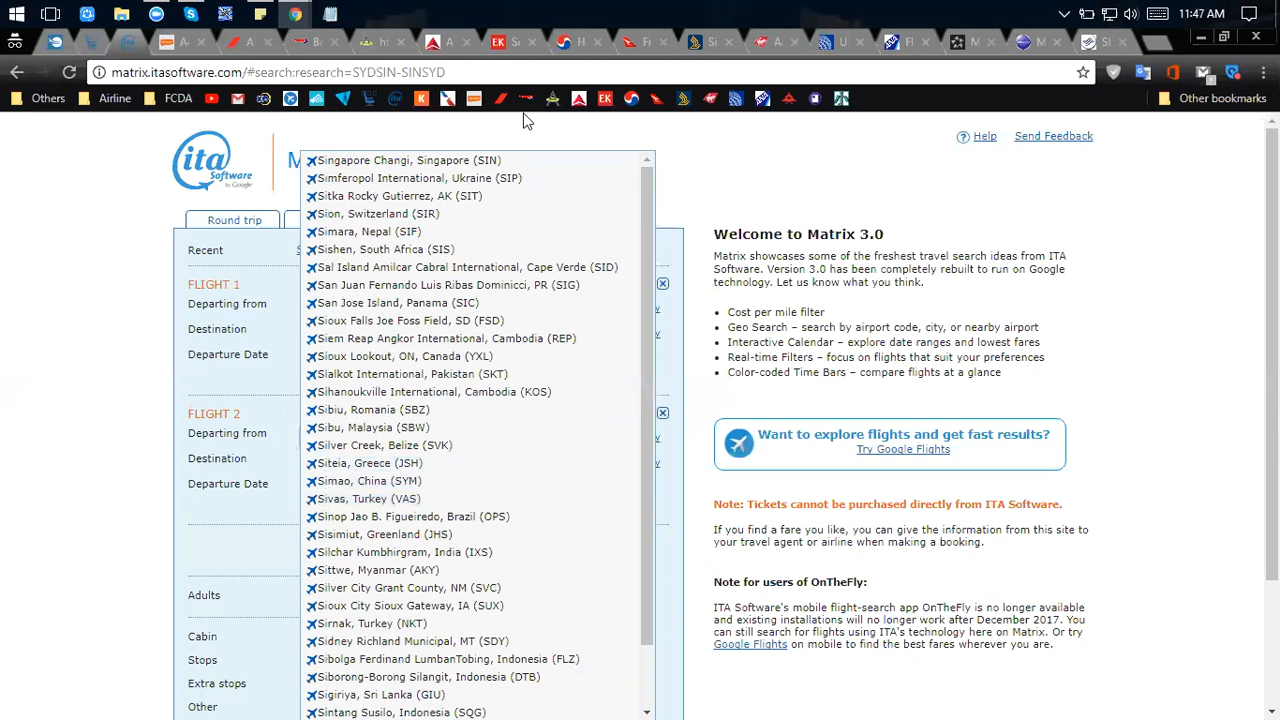 11:47 AM
A
B
ht
A
EK Sc
H
Fr
Si
A
U
Fl
M
M
St
matrix.itasoftware.com/#search:research=SYDSIN-SINSYD
Others
Airline
FCDA
EK
Other bookmarks
ita
Software
by Google
M
Help
Send Feedback
Round trip
Recent
FLIGHT 1
Departing from
Destination
Departure Date
FLIGHT 2
Departing from
Destination
Departure Date
Adults
Cabin
Stops
Extra stops
Other
Singapore Changi, Singapore (SIN)
Simferopol International, Ukraine (SIP)
Sitka Rocky Gutierrez, AK (SIT)
Sion, Switzerland (SIR)
Simara, Nepal (SIF)
Sishen, South Africa (SIS)
Sal Island Amilcar Cabral International, Cape Verde (SID)
San Juan Fernando Luis Ribas Dominicci, PR (SIG)
San Jose Island, Panama (SIC)
Sioux Falls Joe Foss Field, SD (FSD)
Siem Reap Angkor International, Cambodia (REP)
Sioux Lookout, ON, Canada (YXL)
Sialkot International, Pakistan (SKT)
Sihanoukville International, Cambodia (KOS)
Sibiu, Romania (SBZ)
Sibu, Malaysia (SBW)
Silver Creek, Belize (SVK)
Siteia, Greece (JSH)
Simao, China (SYM)
Sivas, Turkey (VAS)
Sinop Jao B. Figueiredo, Brazil (OPS)
Sisimiut, Greenland (JHS)
Silchar Kumbhirgram, India (IXS)
Sittwe, Myanmar (AKY)
Silver City Grant County, NM (SVC)
Sioux City Sioux Gateway, IA (SUX)
Sirnak, Turkey (NKT)
Sidney Richland Municipal, MT (SDY)
Sibolga Ferdinand LumbanTobing, Indonesia (FLZ)
Siborong-Borong Silangit, Indonesia (DTB)
Sigiriya, Sri Lanka (GIU)
Sintang Susilo, Indonesia (SQG)
Welcome to Matrix 3.0
Matrix showcases some of the freshest travel search ideas from ITA
Software. Version 3.0 has been completely rebuilt to run on Google
technology. Let us know what you think.
Cost per mile filter
Geo Search – search by airport code, city, or nearby airport
Interactive Calendar – explore date ranges and lowest fares
Real-time Filters – focus on flights that suit your preferences
Color-coded Time Bars – compare flights at a glance
Want to explore flights and get fast results?
Try Google Flights
Note: Tickets cannot be purchased directly from ITA Software.
If you find a fare you like, you can give the information from this site to
your travel agent or airline when making a booking.
Note for users of OnTheFly:
ITA Software's mobile flight-search app OnTheFly is no longer available
and existing installations will no longer work after December 2017. You
can still search for flights using ITA's technology here on Matrix. Or try
Google Flights on mobile to find the best fares wherever you are.